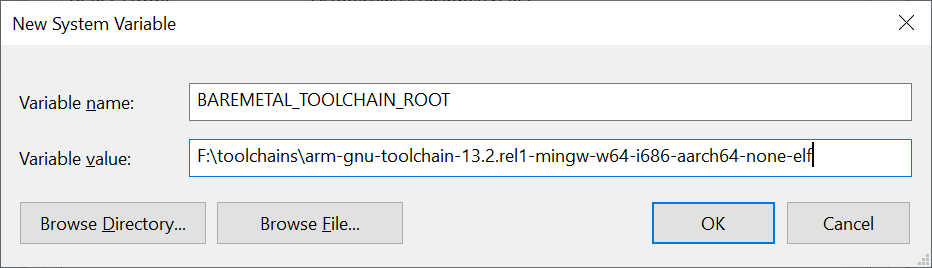 New System Variable
Variable name:
BAREMETAL_TOOLCHAIN_ROOT
Variable value:
F:\toolchains\arm-gnu-toolchain-13.2.rel1-mingw-w64-i686-aarch64-none-elf
Browse Directory...
Browse File...
OK
Cancel